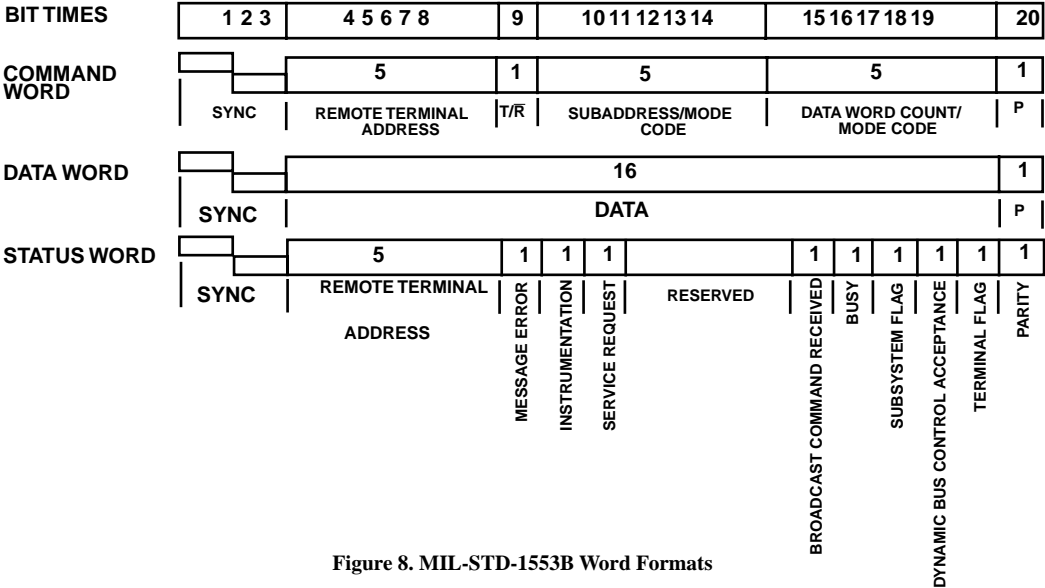 BIT TIMES 1 2 3 4 5 6 7 8 9 10 11 12 13 14 15 16 17 18 19 20
COMMAND WORD 5 1 5 5 1
SYNC REMOTE TERMINAL ADDRESS T/R̅ SUBADDRESS/MODE CODE DATA WORD COUNT/ MODE CODE P
DATA WORD 16 1
SYNC DATA P
STATUS WORD 5 1 1 1 1 1 1 1 1 1
SYNC REMOTE TERMINAL ADDRESS
MESSAGE ERROR
INSTRUMENTATION
SERVICE REQUEST
RESERVED
BROADCAST COMMAND RECEIVED
BUSY
SUBSYSTEM FLAG
DYNAMIC BUS CONTROL ACCEPTANCE
TERMINAL FLAG
PARITY
Figure 8. MIL-STD-1553B Word Formats